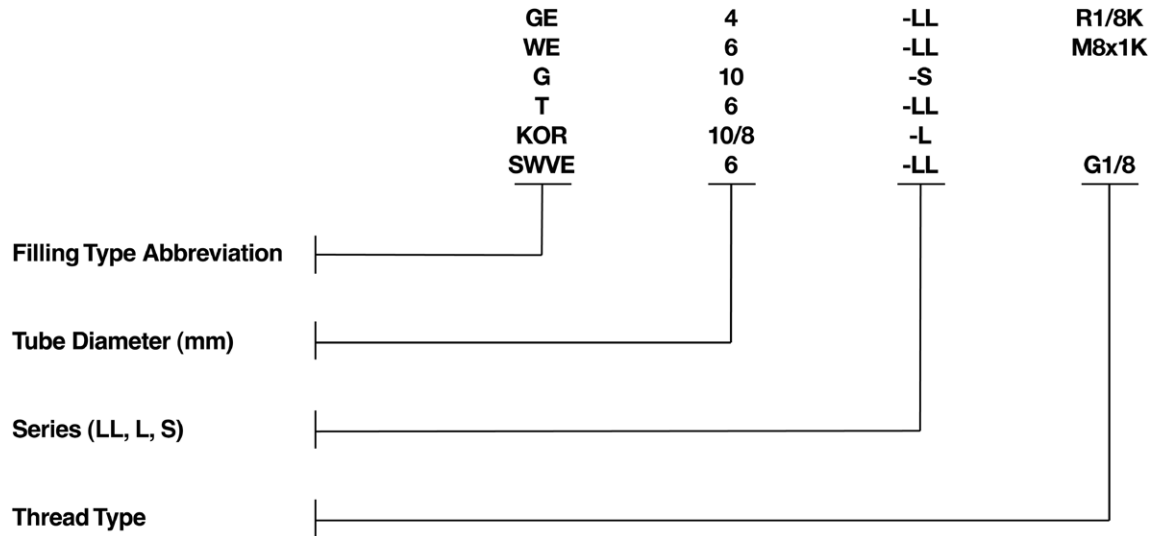 GE 4 -LL R1/8K
WE 6 -LL M8x1K
G 10 -S
T 6 -LL
KOR 10/8 -L
SWVE 6 -LL G1/8
Filling Type Abbreviation
Tube Diameter (mm)
Series (LL, L, S)
Thread Type